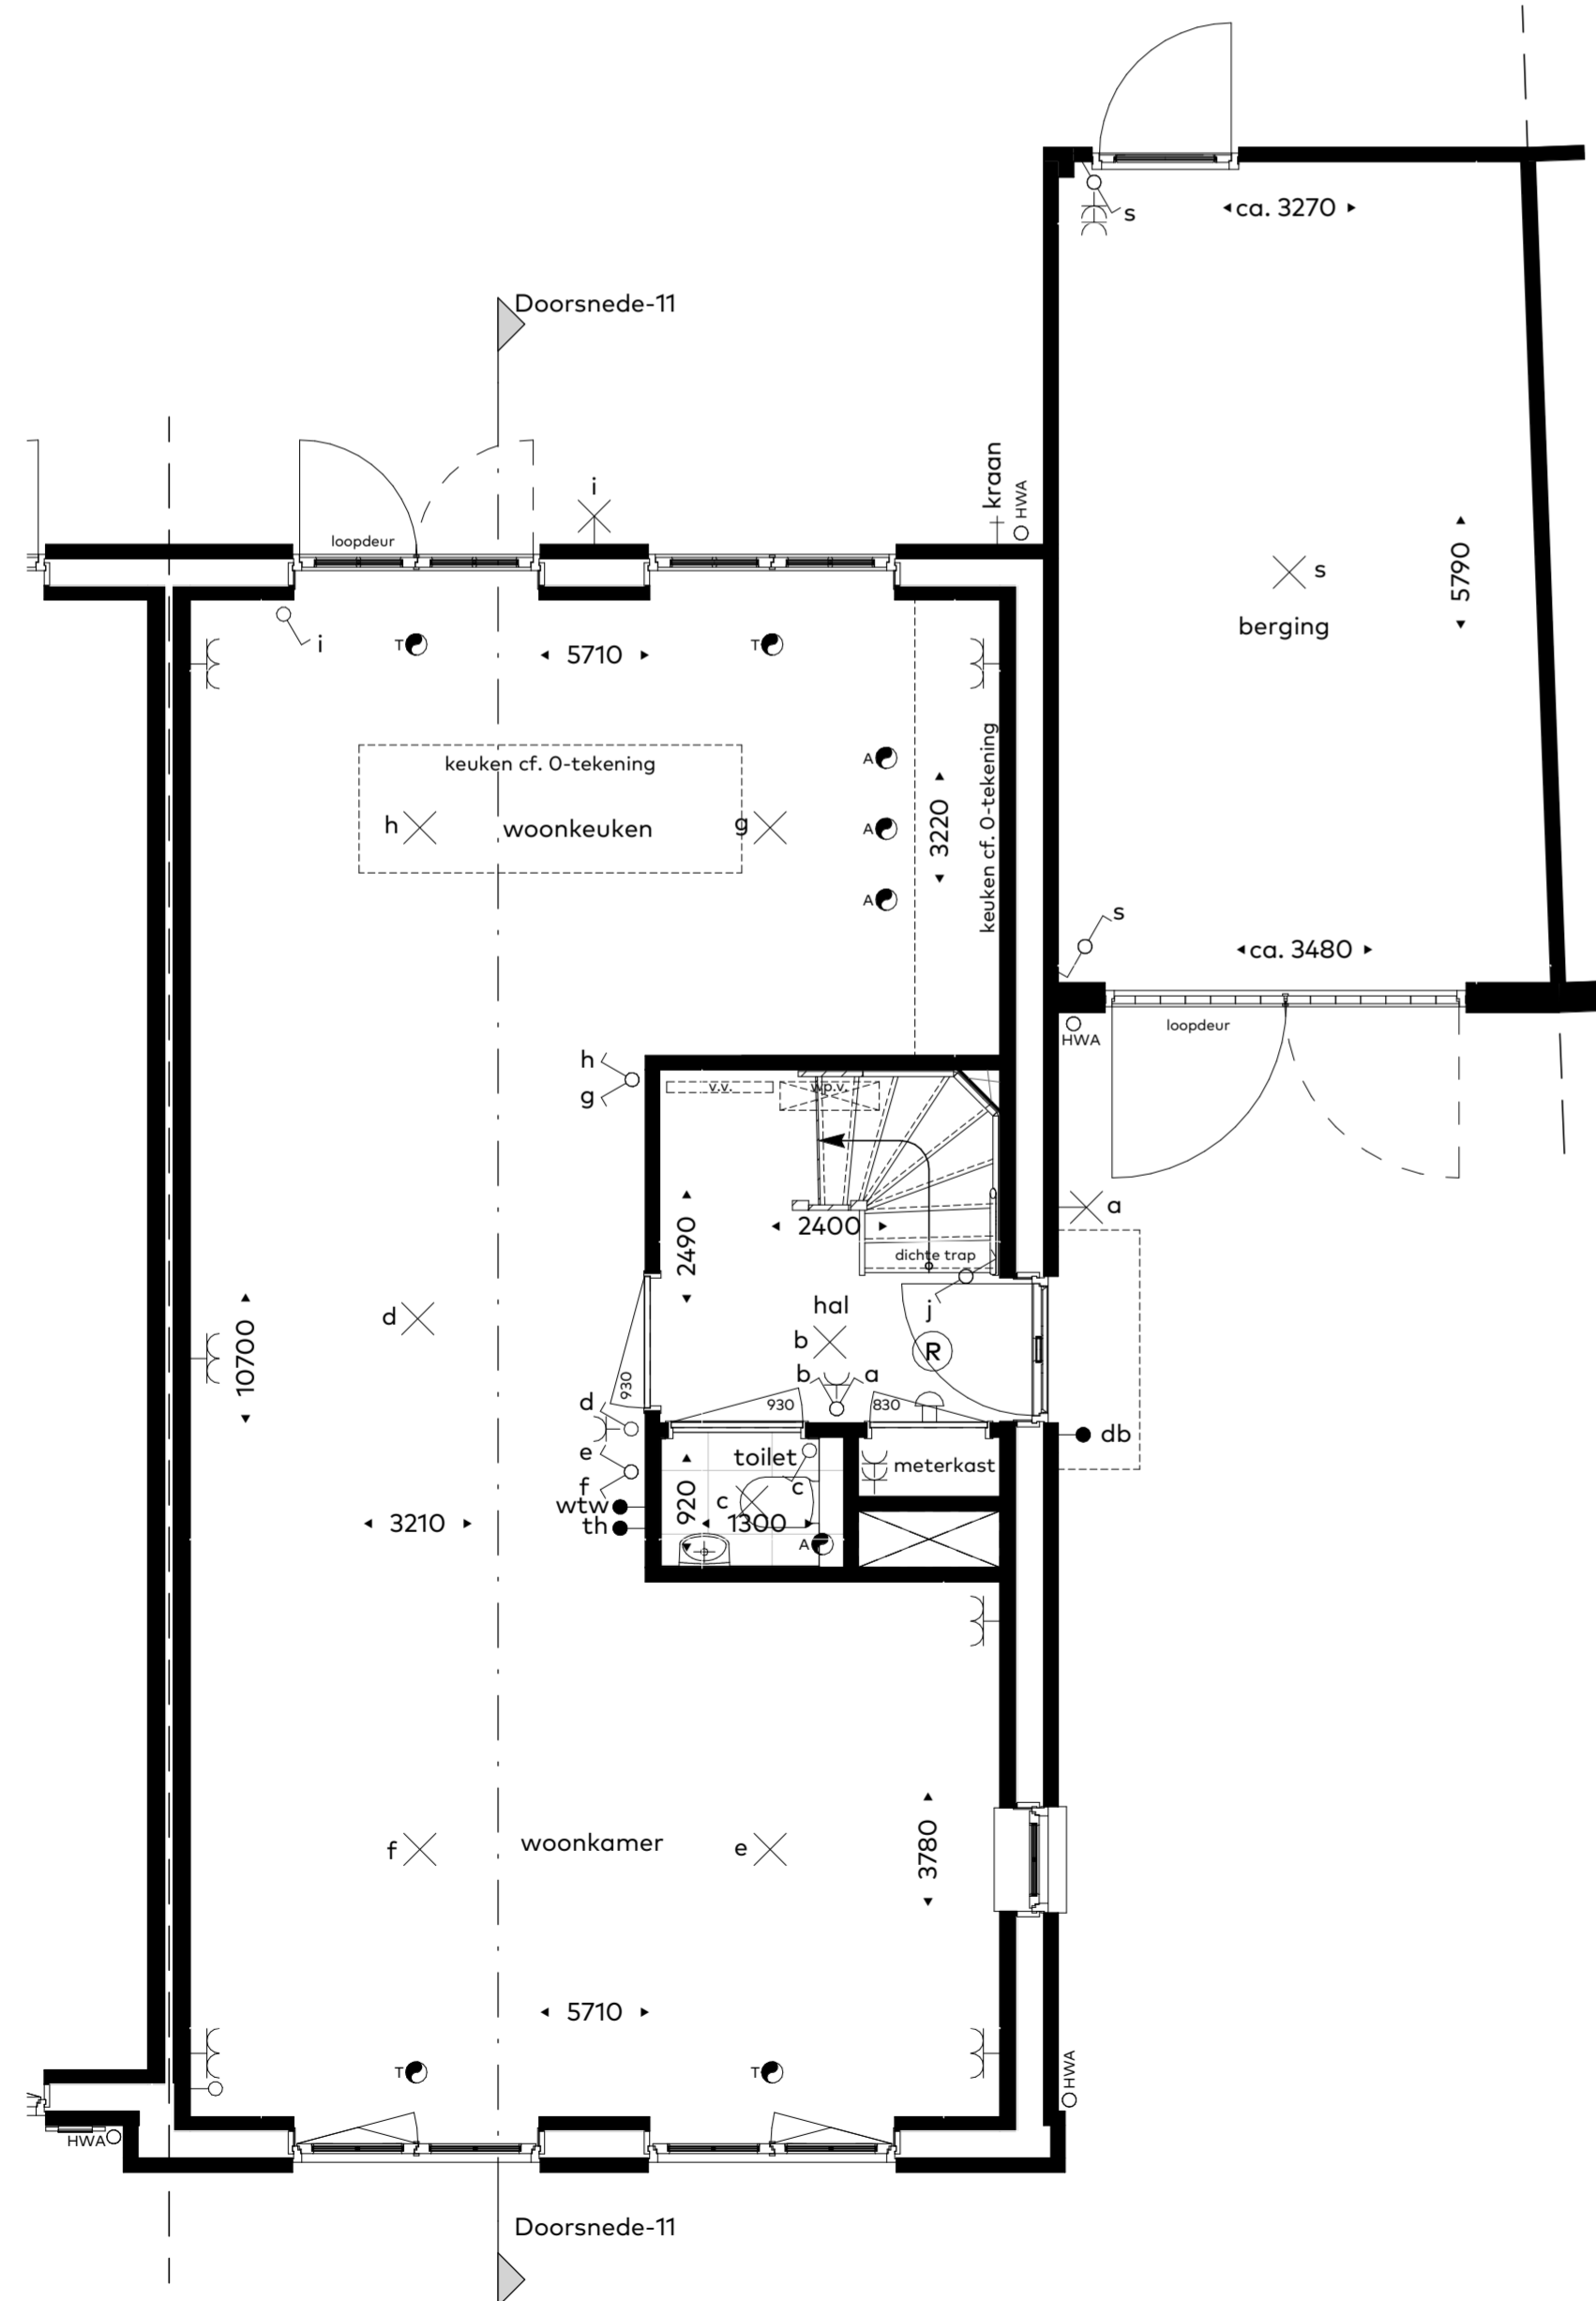 s
ca. 3270
Doorsnede-11
kraan
HWA
i
loopdeur
i
T
5710
T
s
berging
5790
keuken cf. 0-tekening
h
woonkeuken
g
A
A
A
3220
keuken cf. 0-tekening
s
ca. 3480
loopdeur
HWA
h
g
v.v.
wp.v.
a
2490
2400
dichte trap
j
hal
b
R
b
a
d
10700
930
930
830
d
db
e
toilet
meterkast
f
c
c
wtw
920
th
1300
A
3210
f
woonkamer
e
3780
5710
T
T
HWA
HWA
Doorsnede-11